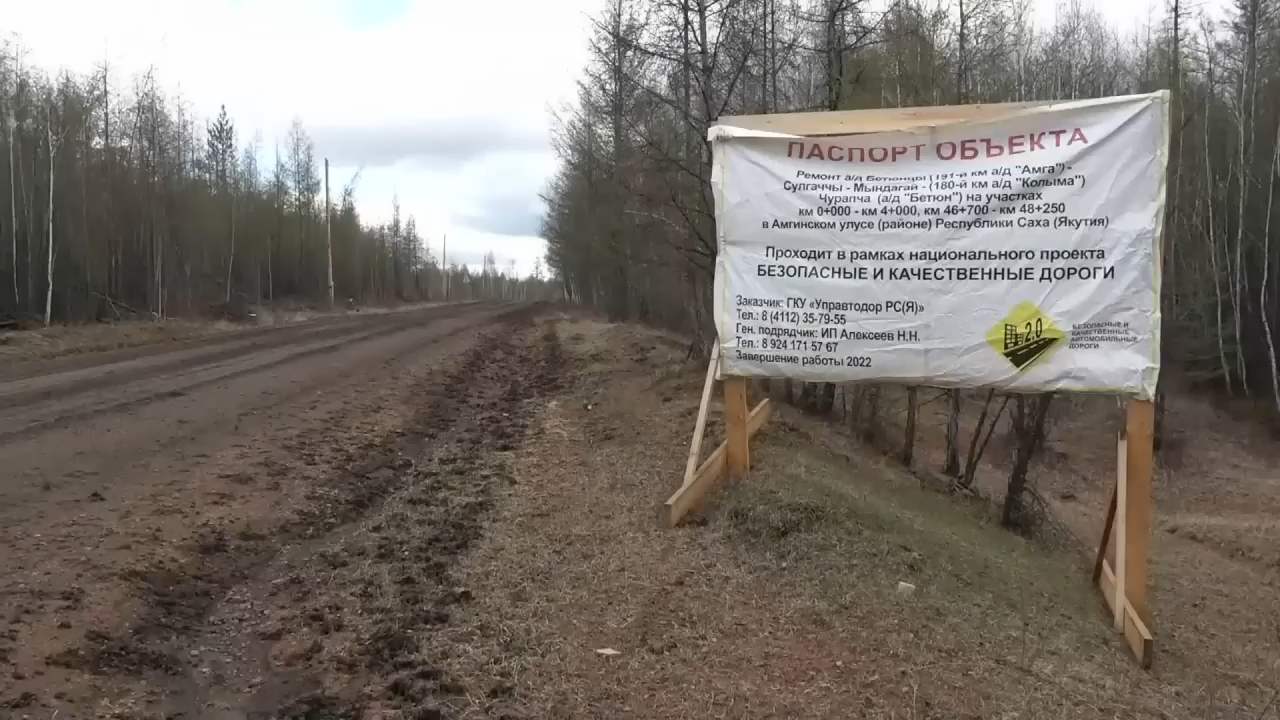 ПАСПОРТ ОБЪЕКТА
Ремонт а/д Бетюнцы (191-й км а/д "Амга") -
Сулгаччы - Мындагай - (180-й км а/д "Колыма")
Чурапча (а/д "Бетюн") на участках
км 0+000 - км 4+000, км 46+700 - км 48+250
в Амгинском улусе (районе) Республики Саха (Якутия)
Проходит в рамках национального проекта
БЕЗОПАСНЫЕ И КАЧЕСТВЕННЫЕ ДОРОГИ
Заказчик: ГКУ «Управтодор РС(Я)»
Тел.: 8 (4112) 35-79-55
Ген. подрядчик: ИП Алексеев Н.Н.
Тел.: 8 924 171 57 67
Завершение работы 2022
2.0
БЕЗОПАСНЫЕ И
КАЧЕСТВЕННЫЕ
АВТОМОБИЛЬНЫЕ
ДОРОГИ